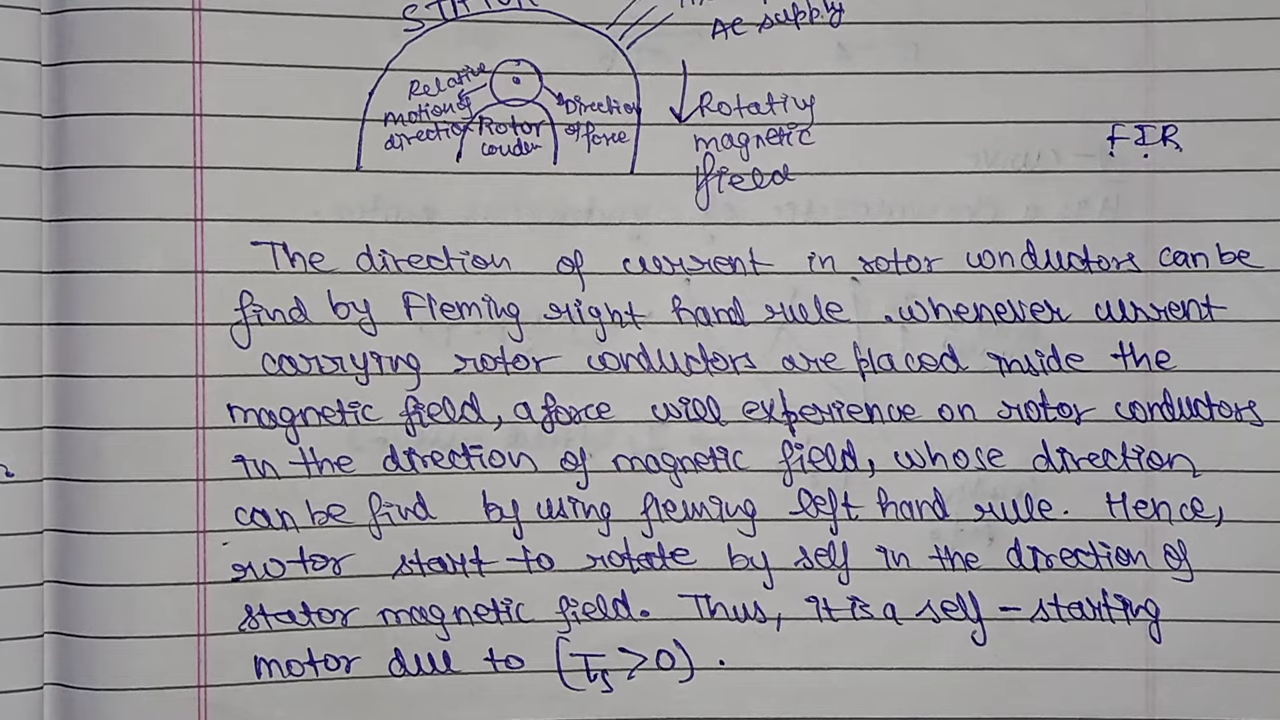 STATOR
AC supply
Relative
motion of
direction
Rotor
conden
Direction
of force
Rotating
magnetic
field
F.I.R.
The direction of current in rotor conductors can be
find by Fleming right hand rule . whenever current
carrying rotor conductors are placed inside the
magnetic field, a force will experience on rotor conductors
in the direction of magnetic field, whose direction
can be find by using fleming left hand rule. Hence,
rotor start to rotate by self in the direction of
stator magnetic field. Thus, it is a self-starting
motor due to (Ts>0).